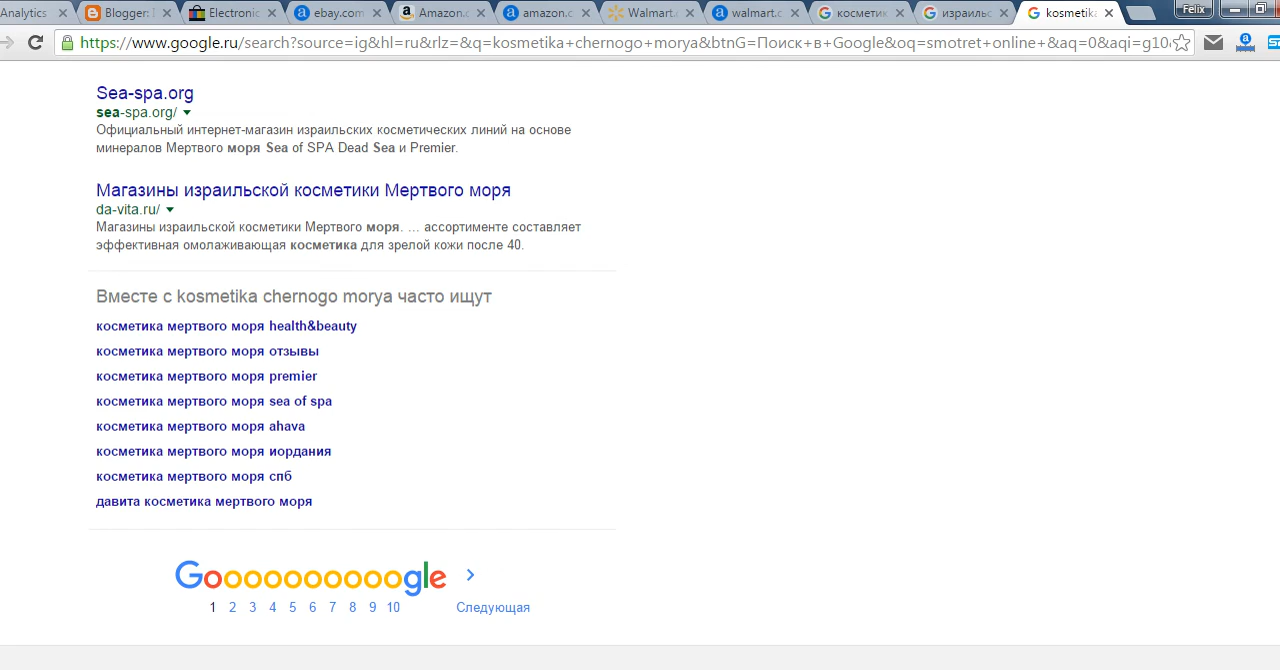 Analytics
Blogger:
Electronic
ebay.com
Amazon.c
amazon.c
Walmart.
walmart.c
косметик
израильс
kosmetika
Felix
https://www.google.ru/search?source=ig&hl=ru&rlz=&q=kosmetika+chernogo+morya&btnG=Поиск+в+Google&oq=smotret+online+&aq=0&aqi=g10
Sea-spa.org
sea-spa.org/
Официальный интернет-магазин израильских косметических линий на основе
минералов Мертвого моря Sea of SPA Dead Sea и Premier.
Магазины израильской косметики Мертвого моря
da-vita.ru/
Магазины израильской косметики Мертвого моря. ... ассортименте составляет
эффективная омолаживающая косметика для зрелой кожи после 40.
Вместе с kosmetika chernogo morya часто ищут
косметика мертвого моря health&beauty
косметика мертвого моря отзывы
косметика мертвого моря premier
косметика мертвого моря sea of spa
косметика мертвого моря ahava
косметика мертвого моря иордания
косметика мертвого моря спб
давита косметика мертвого моря
Goooooooooogle
1 2 3 4 5 6 7 8 9 10 Следующая